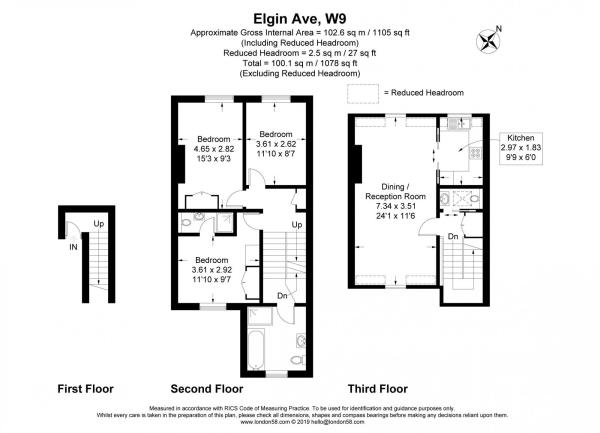 Elgin Ave, W9
Approximate Gross Internal Area = 102.6 sq m / 1105 sq ft
(Including Reduced Headroom)
Reduced Headroom = 2.5 sq m / 27 sq ft
Total = 100.1 sq m / 1078 sq ft
(Excluding Reduced Headroom)
N
= Reduced Headroom
Bedroom
4.65 x 2.82
15'3 x 9'3
Bedroom
3.61 x 2.62
11'10 x 8'7
Kitchen
2.97 x 1.83
9'9 x 6'0
Dining /
Reception Room
7.34 x 3.51
24'1 x 11'6
Up
IN
Up
Dn
Bedroom
3.61 x 2.92
11'10 x 9'7
Dn
First Floor
Second Floor
Third Floor
Measured in accordance with RICS Code of Measuring Practice. To be used for identification and guidance purposes only.
Whilst every care is taken in the preparation of this plan, please check all dimensions, shapes and compass bearings before making any decisions reliant upon them.
www.london58.com © 2019 hello@london58.com